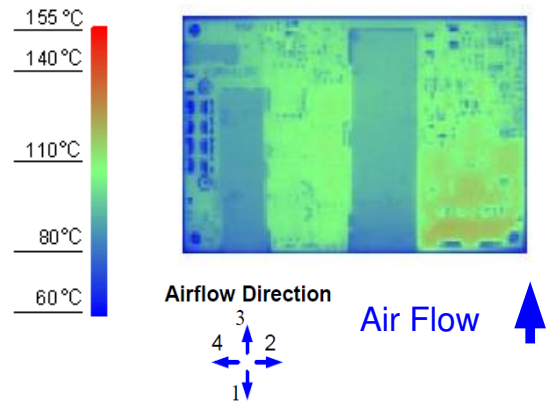 155 °C
140 °C
110°C
80 °C
60 °C
Airflow Direction
3
4 2
1
Air Flow